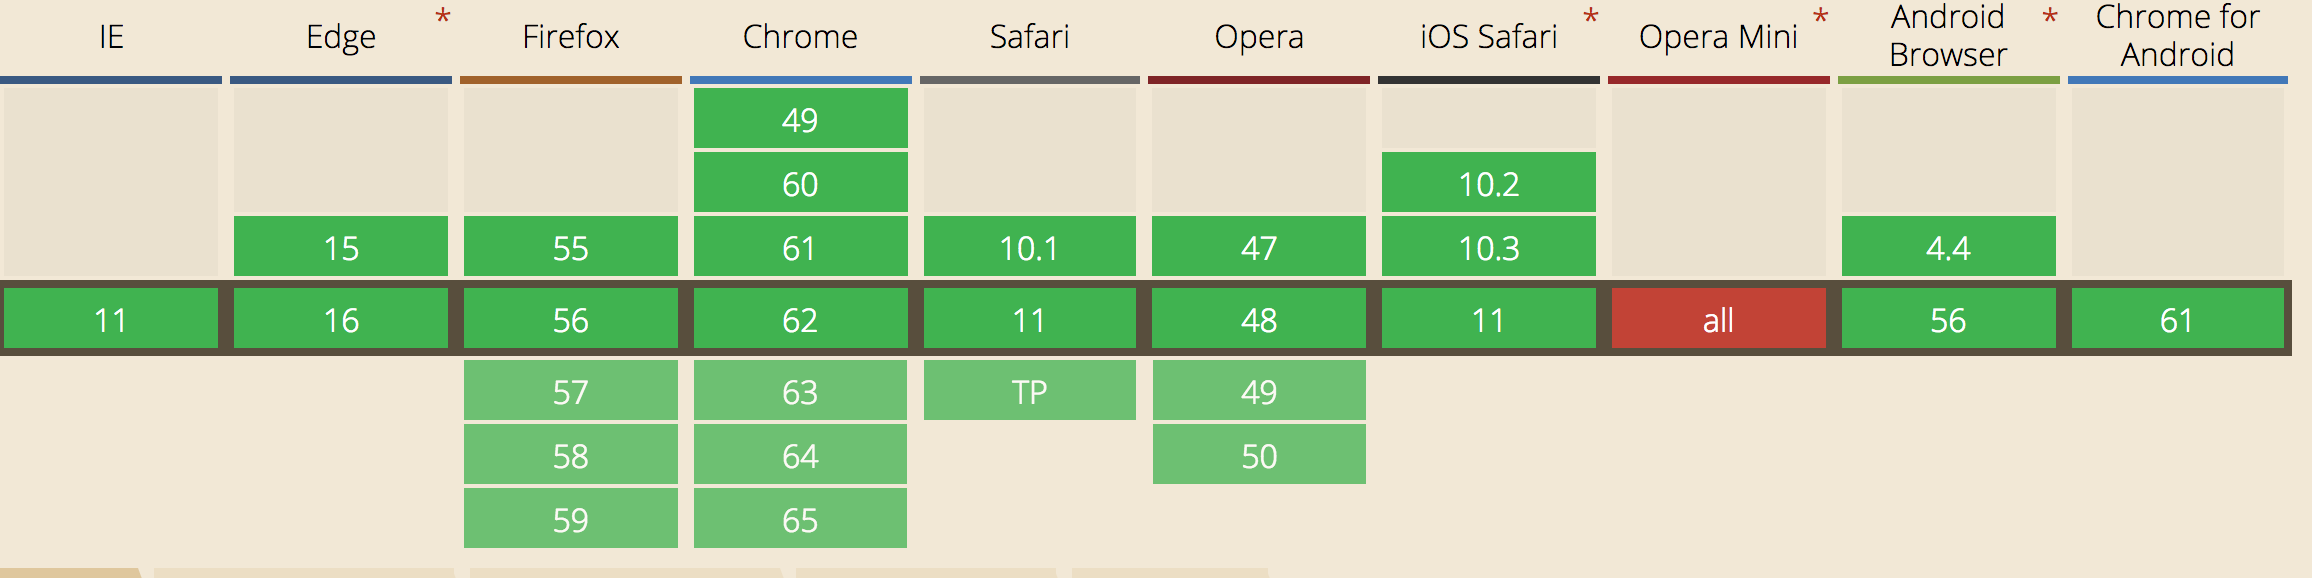 IE Edge * Firefox Chrome Safari Opera iOS Safari * Opera Mini * Android Browser * Chrome for Android
49
60 10.2
15 55 61 10.1 47 10.3 4.4
11 16 56 62 11 48 11 all 56 61
57 63 TP 49
58 64 50
59 65